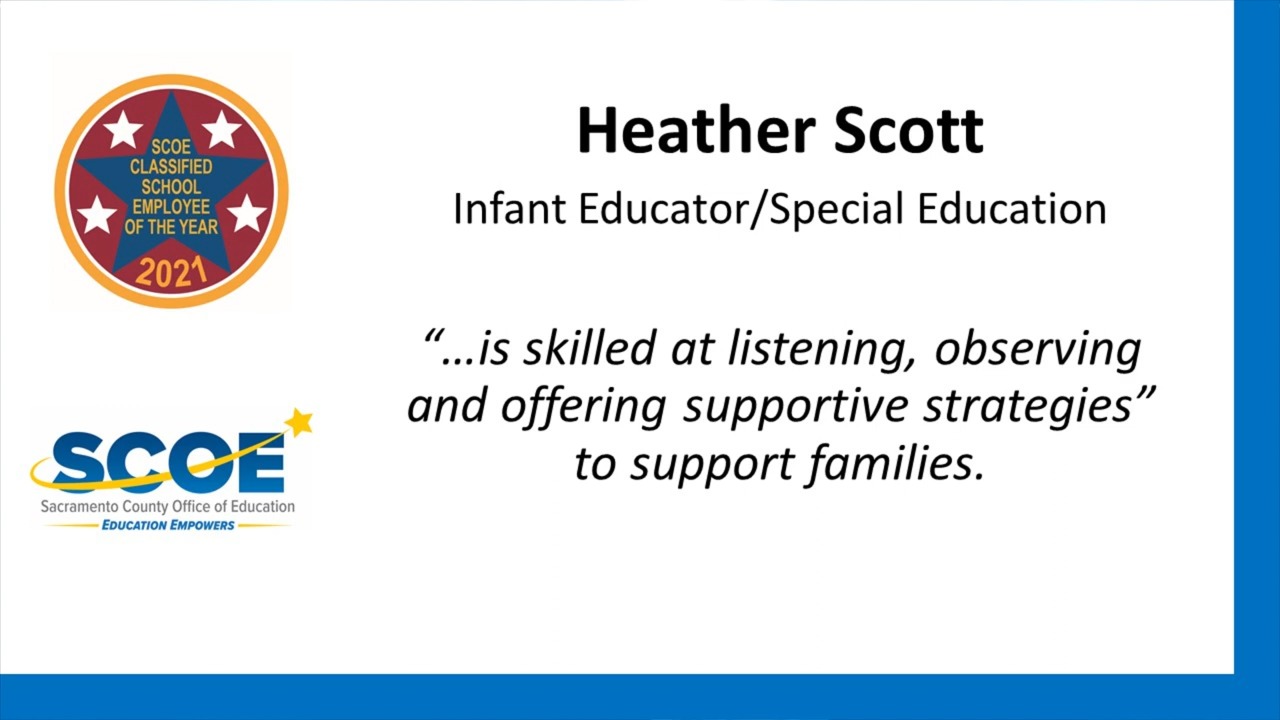 SCOE
CLASSIFIED
SCHOOL
EMPLOYEE
OF THE YEAR
2021
Heather Scott
Infant Educator/Special Education
“…is skilled at listening, observing
and offering supportive strategies”
to support families.
SCOE
Sacramento County Office of Education
EDUCATION EMPOWERS